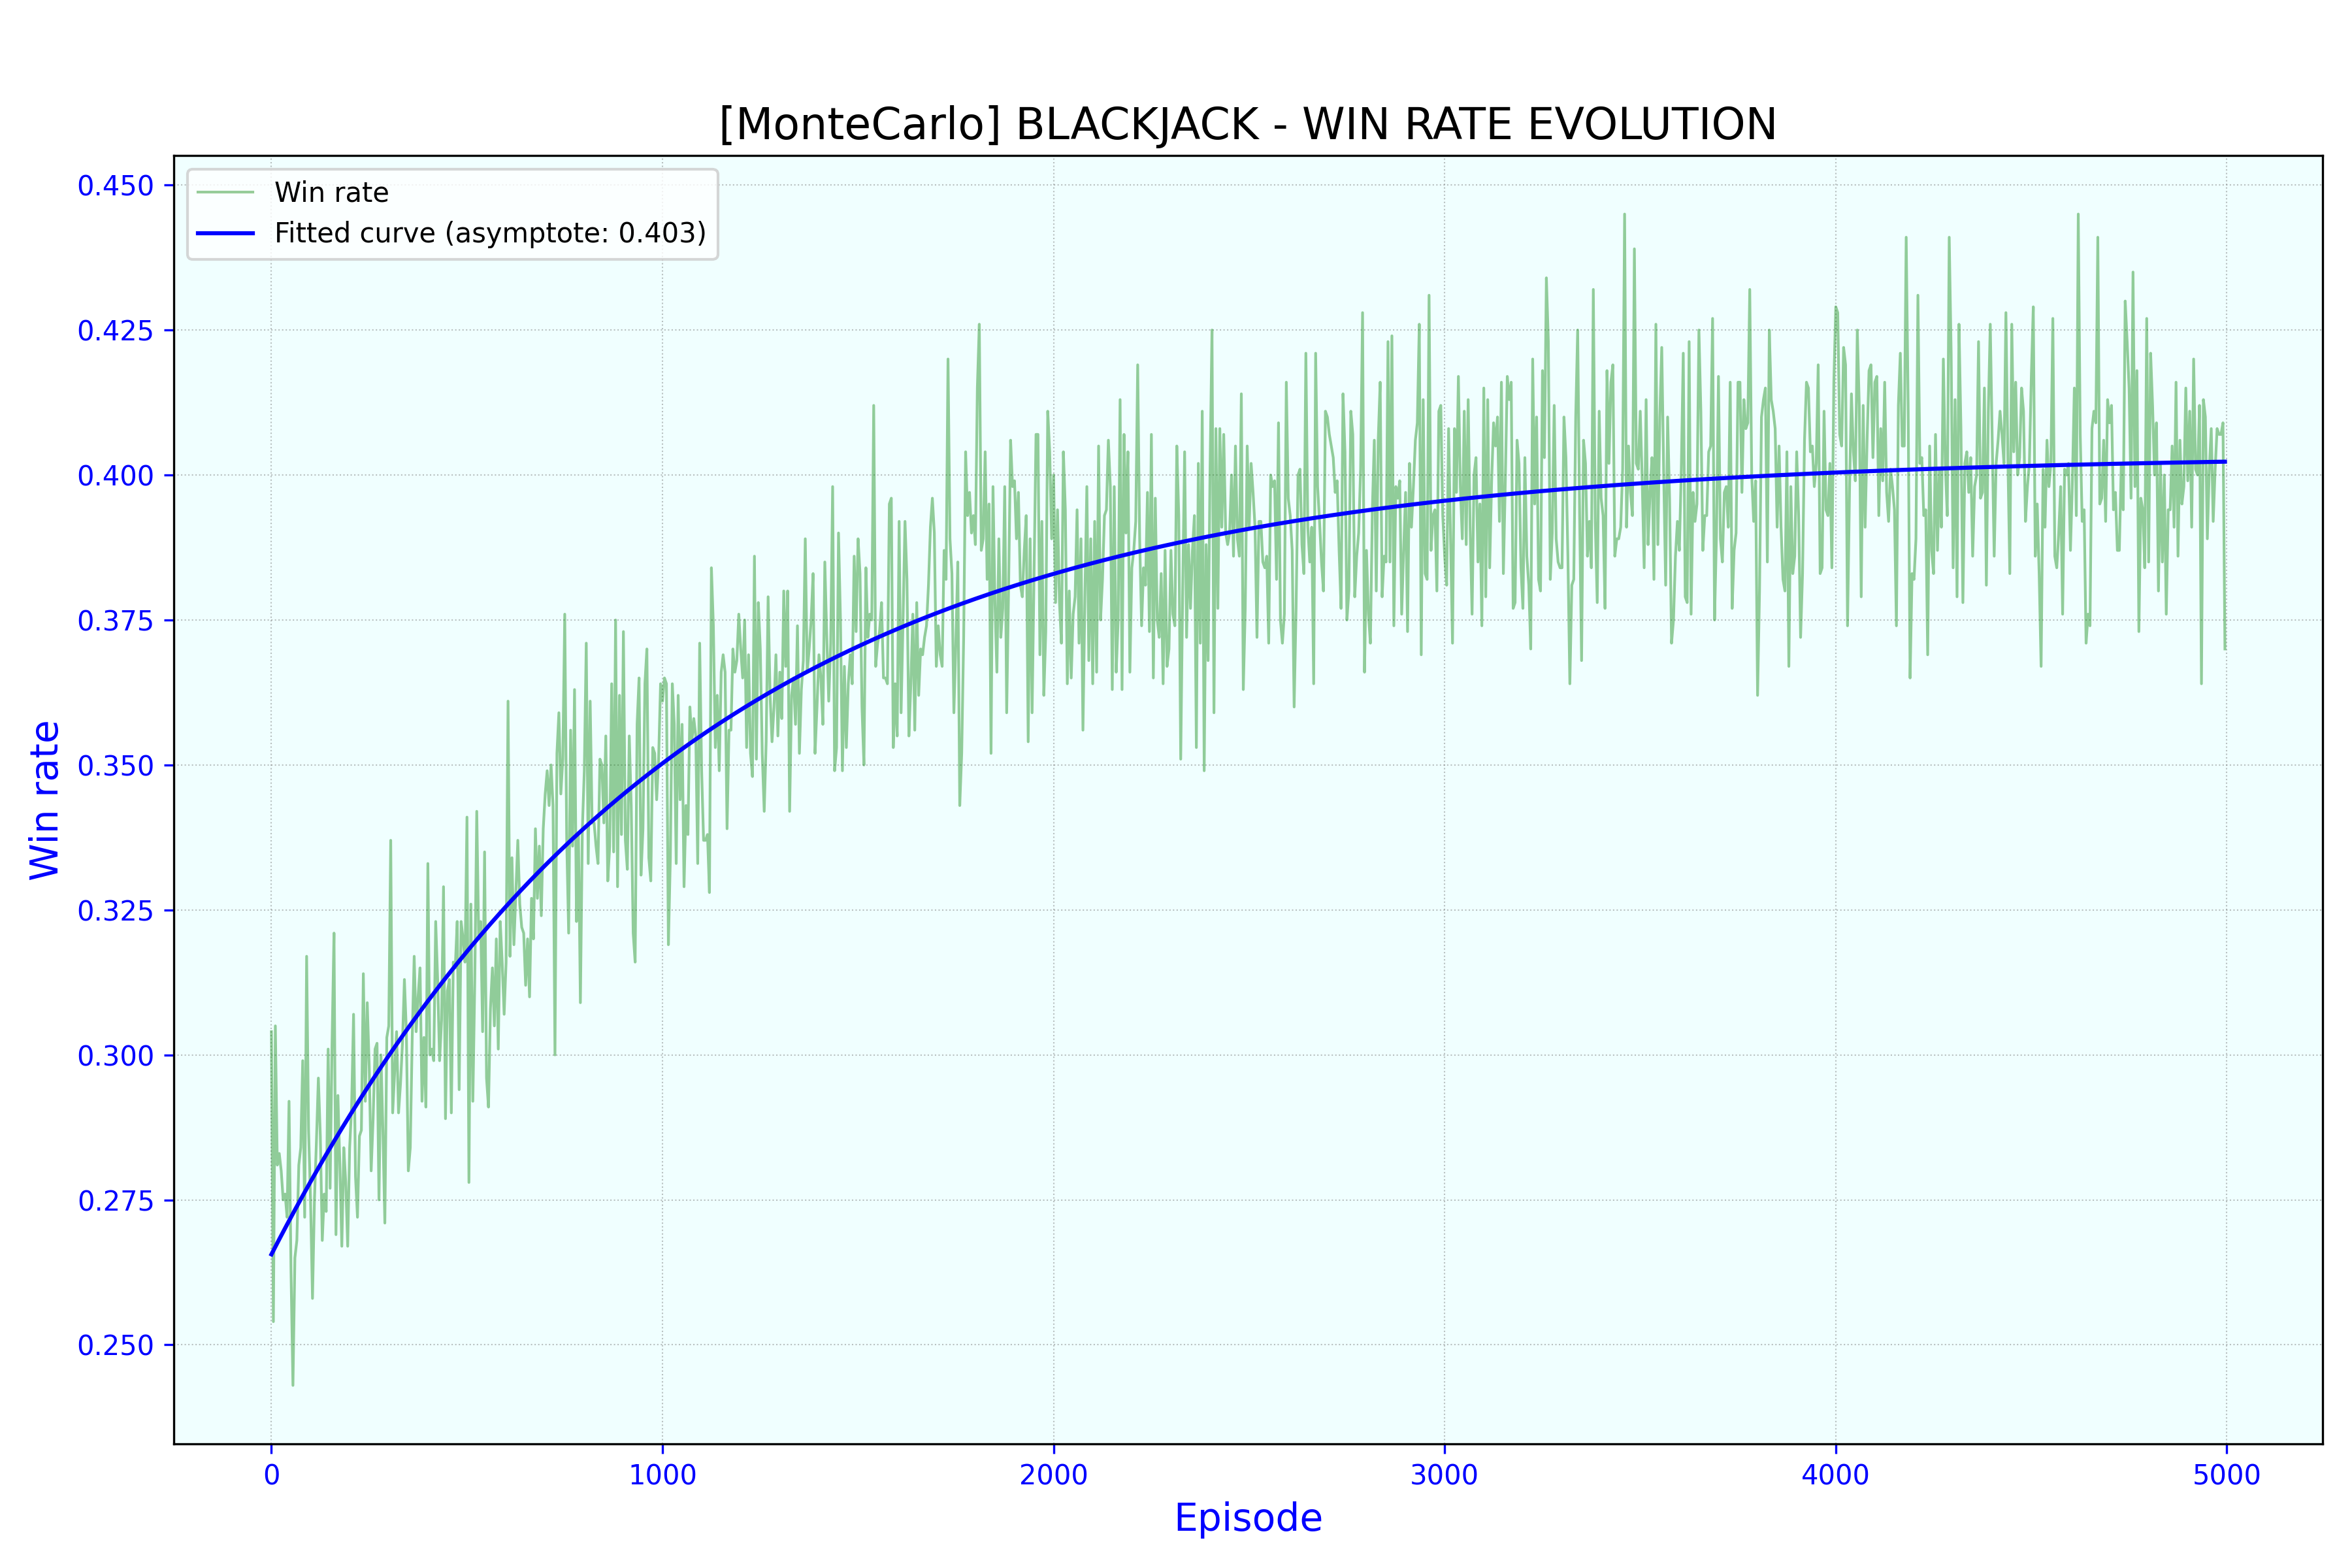 [MonteCarlo] BLACKJACK - WIN RATE EVOLUTION
Win rate
Fitted curve (asymptote: 0.403)
0.450
0.425
0.400
0.375
0.350
0.325
0.300
0.275
0.250
Win rate
0 1000 2000 3000 4000 5000
Episode